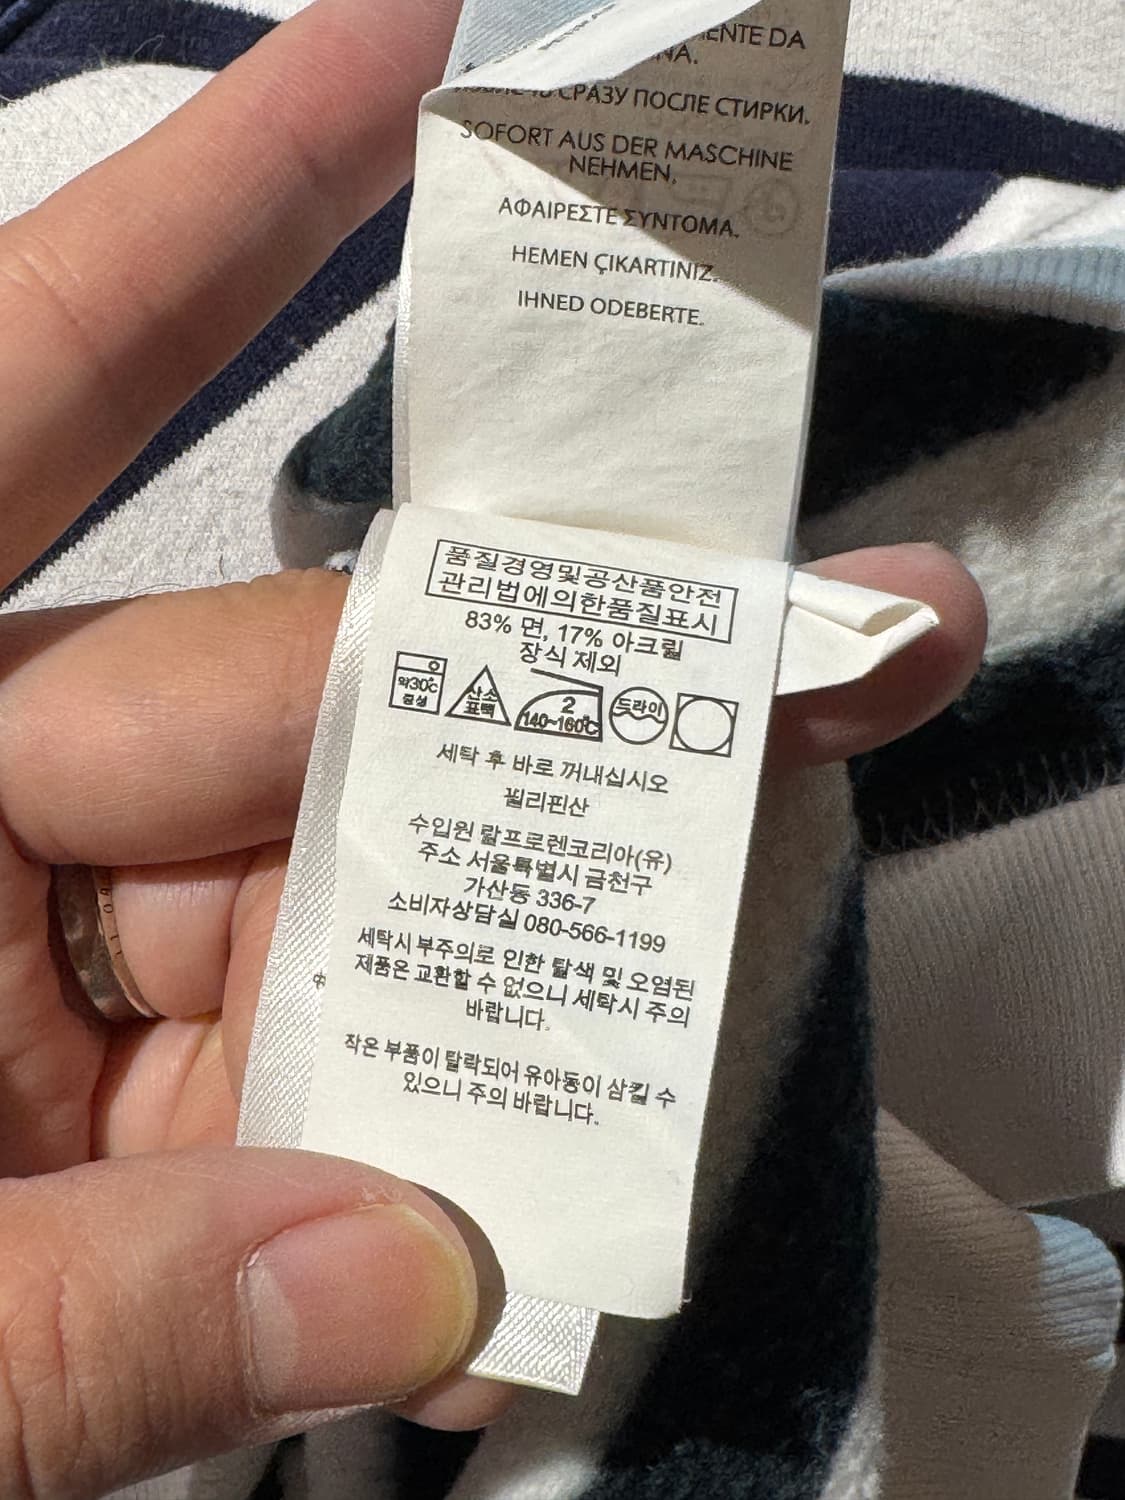 ENTE DA
NA.
СРАЗУ ПОСЛЕ СТИРКИ.
SOFORT AUS DER MASCHINE
NEHMEN.
ΑΦΑΙΡΕΣΤΕ ΣΥΝΤΟΜΑ.
HEMEN ÇIKARTINIZ.
IHNED ODEBERTE.
품질경영및공산품안전
관리법에의한품질표시
83% 면, 17% 아크릴
장식 제외
약30℃
중성
산소
표백
2
140~160℃
드라이
세탁 후 바로 꺼내십시오
필리핀산
수입원 랄프로렌코리아(유)
주소 서울특별시 금천구
가산동 336-7
소비자상담실 080-566-1199
세탁시 부주의로 인한 탈색 및 오염된
제품은 교환할 수 없으니 세탁시 주의
바랍니다.
작은 부품이 탈락되어 유아동이 삼킬 수
있으니 주의 바랍니다.